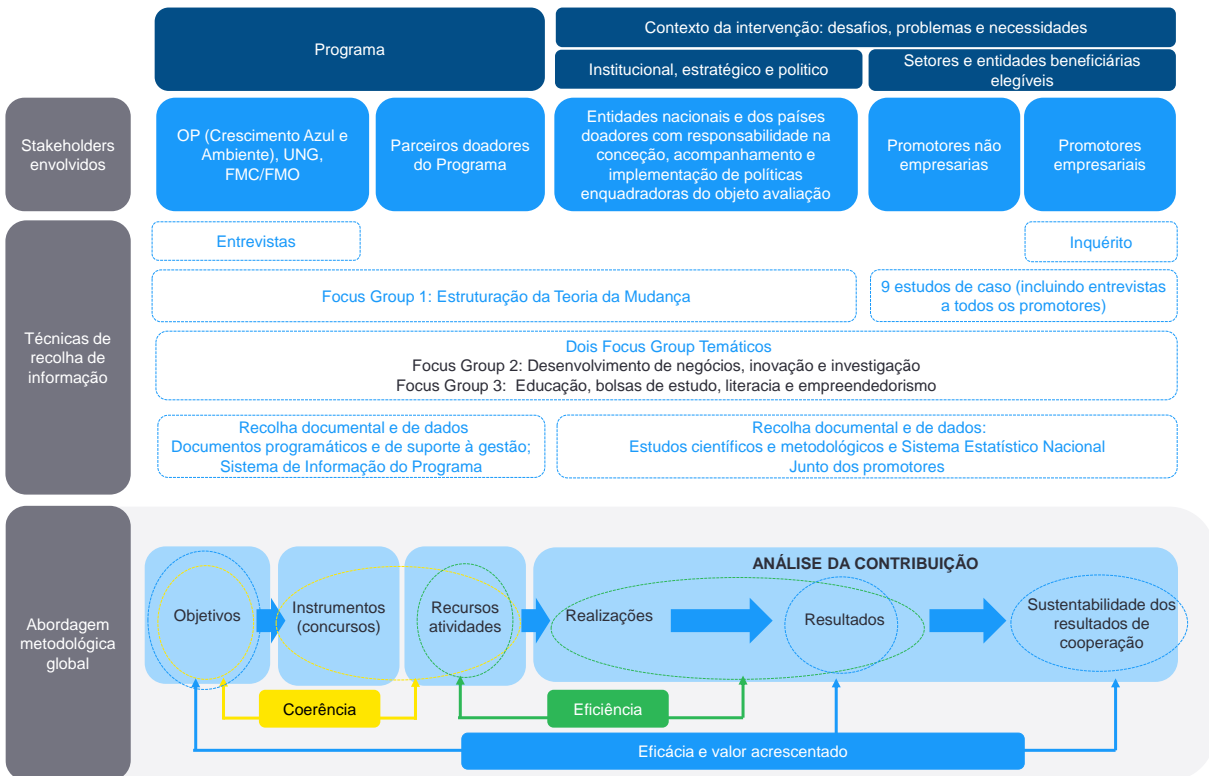 Programa
Contexto da intervenção: desafios, problemas e necessidades
Institucional, estratégico e politico
Setores e entidades beneficiárias
elegíveis
Stakeholders
envolvidos
OP (Crescimento Azul e
Ambiente), UNG,
FMC/FMO
Parceiros doadores
do Programa
Entidades nacionais e dos países
doadores com responsabilidade na
conceção, acompanhamento e
implementação de políticas
enquadradoras do objeto avaliação
Promotores não
empresarias
Promotores
empresariais
Técnicas de
recolha de
informação
Entrevistas
Inquérito
Focus Group 1: Estruturação da Teoria da Mudança
9 estudos de caso (incluindo entrevistas
a todos os promotores)
Dois Focus Group Temáticos
Focus Group 2: Desenvolvimento de negócios, inovação e investigação
Focus Group 3: Educação, bolsas de estudo, literacia e empreendedorismo
Recolha documental e de dados
Documentos programáticos e de suporte à gestão;
Sistema de Informação do Programa
Recolha documental e de dados:
Estudos científicos e metodológicos e Sistema Estatístico Nacional
Junto dos promotores
Abordagem
metodológica
global
ANÁLISE DA CONTRIBUIÇÃO
Objetivos
Instrumentos
(concursos)
Recursos
atividades
Realizações
Resultados
Sustentabilidade dos
resultados de
cooperação
Coerência
Eficiência
Eficácia e valor acrescentado